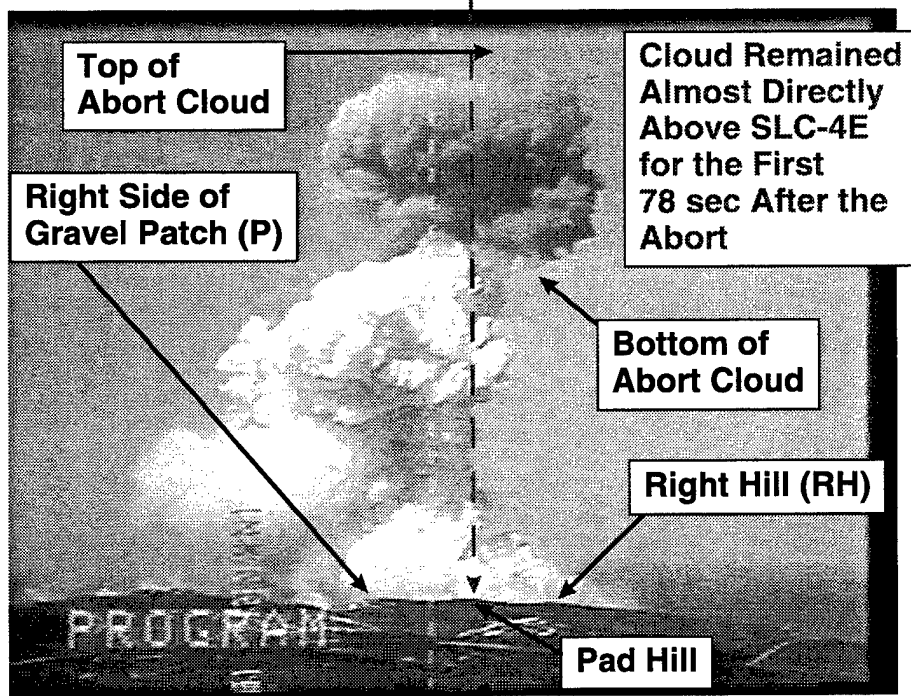 Top of
Abort Cloud
Cloud Remained
Almost Directly
Above SLC-4E
for the First
78 sec After the
Abort
Right Side of
Gravel Patch (P)
Bottom of
Abort Cloud
Right Hill (RH)
PROGRAM
Pad Hill